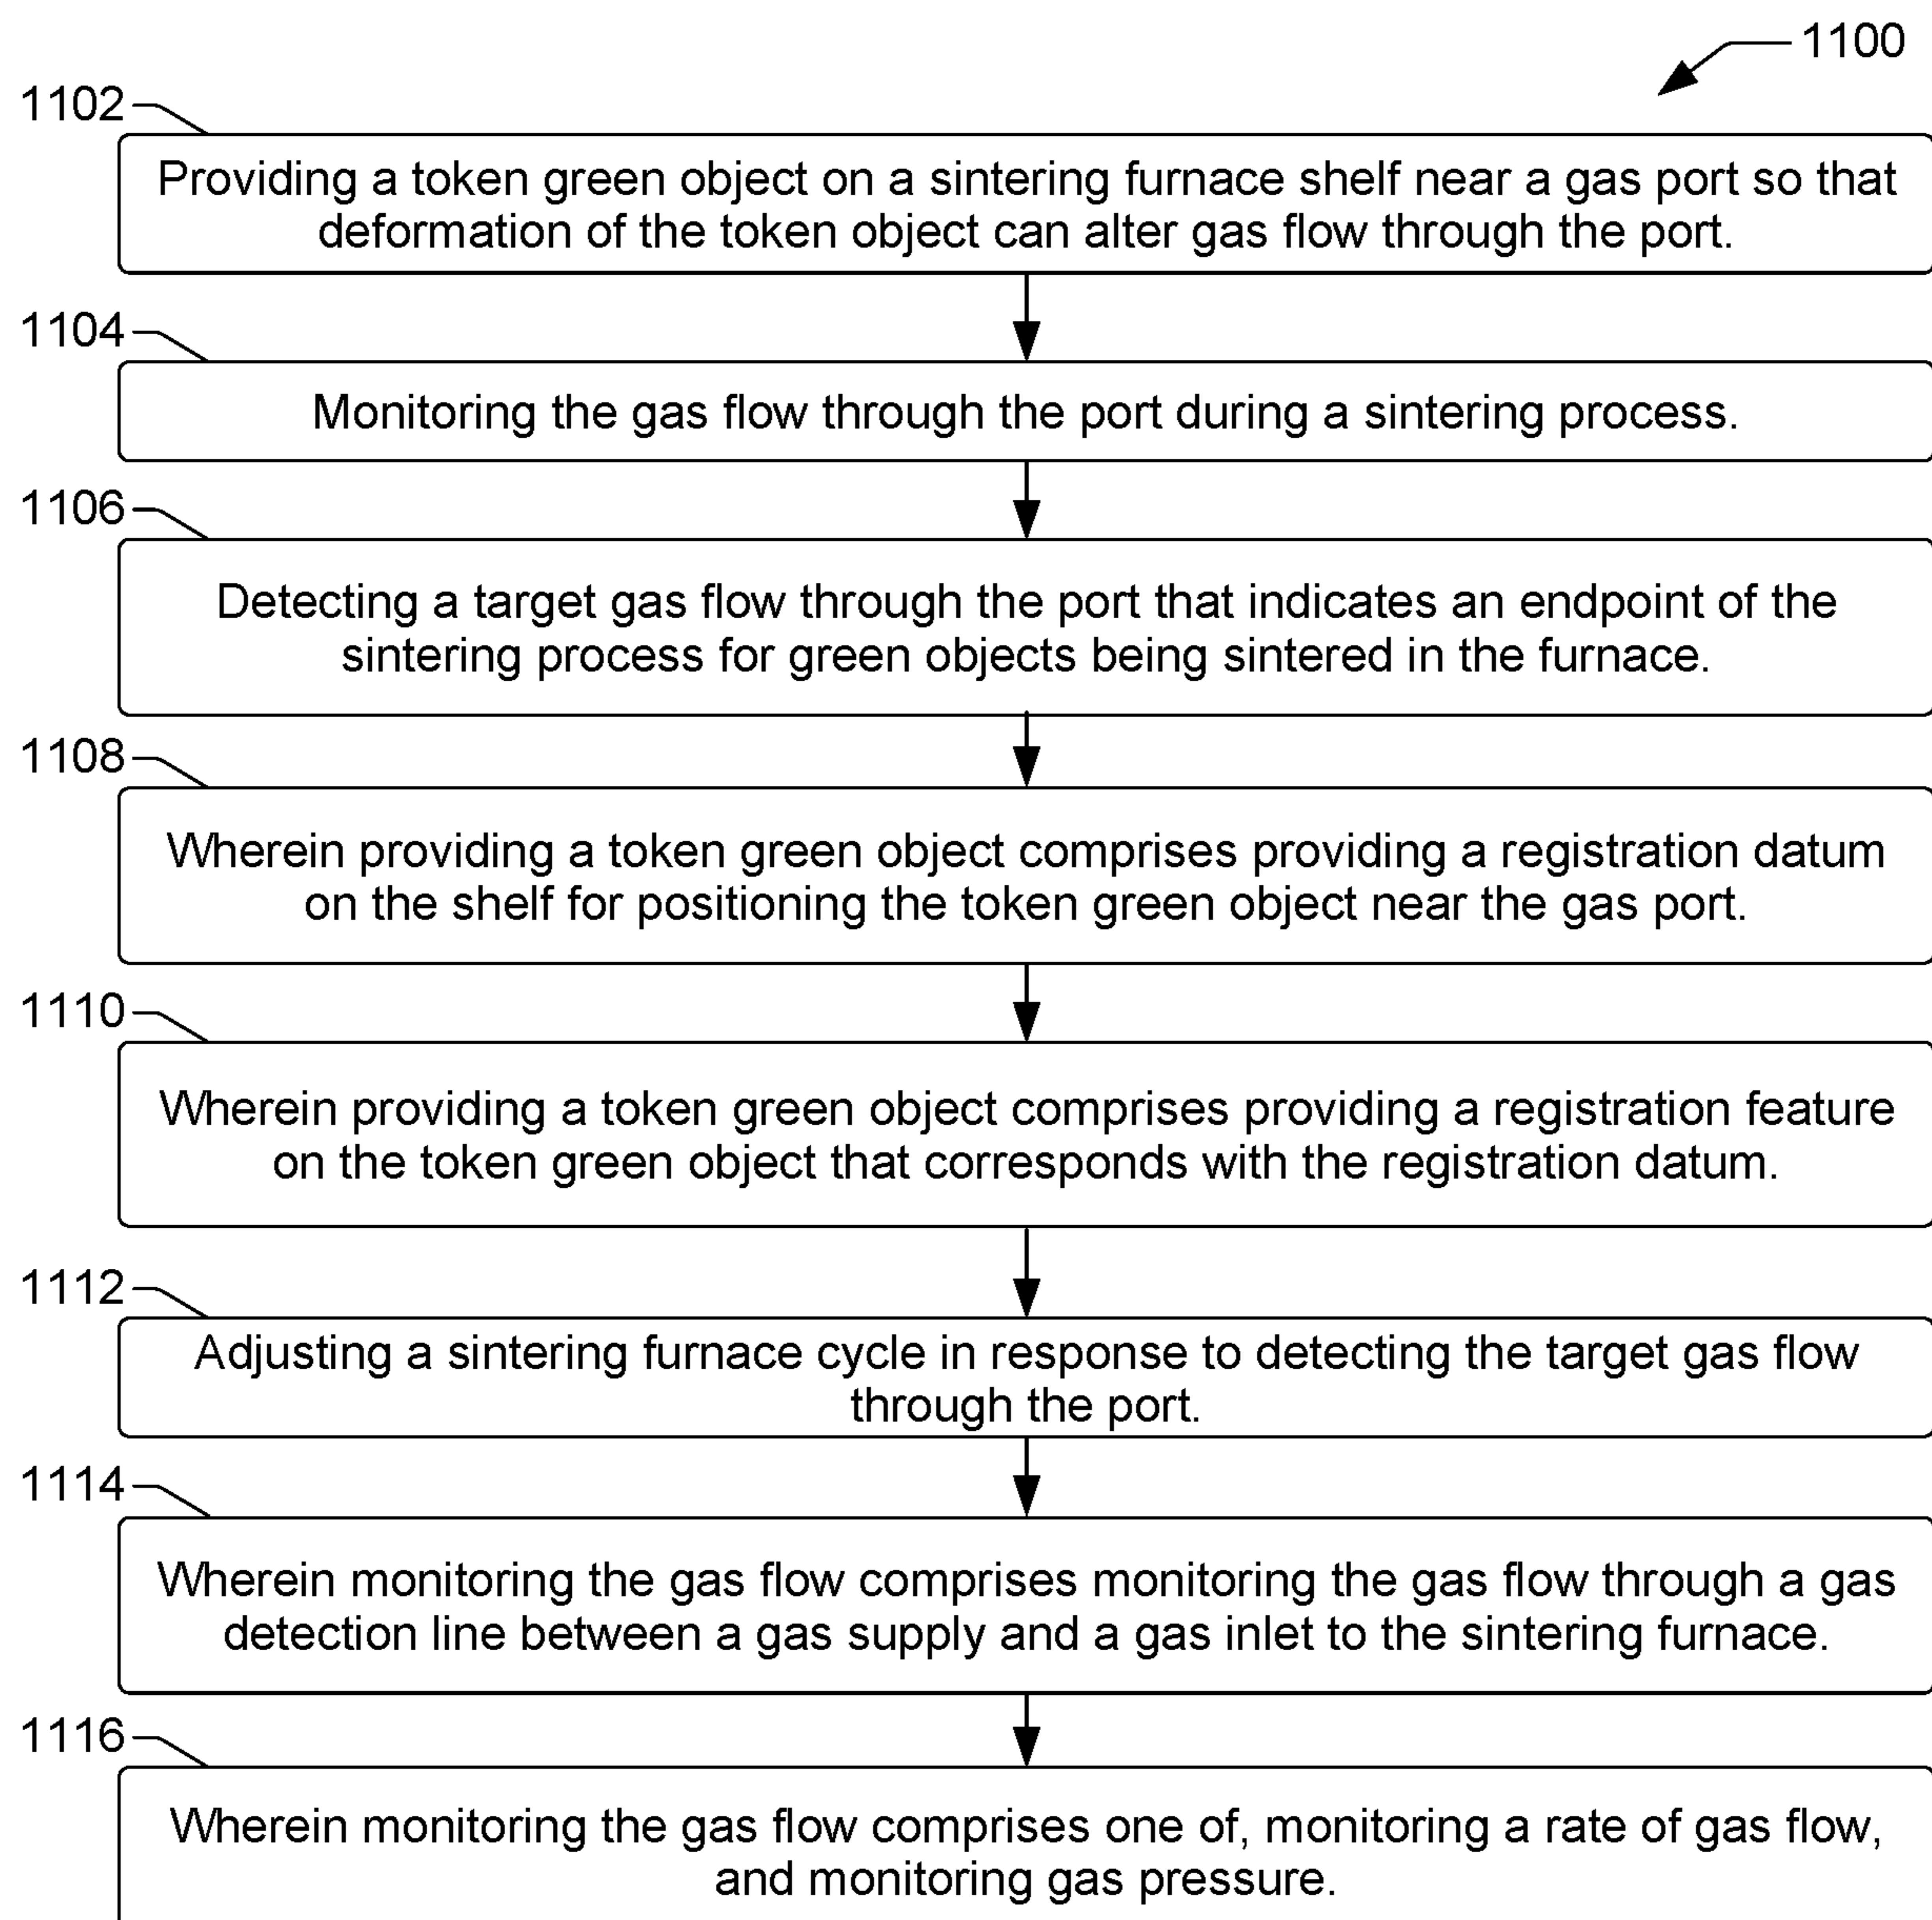 1100
1102
Providing a token green object on a sintering furnace shelf near a gas port so that
deformation of the token object can alter gas flow through the port.
1104
Monitoring the gas flow through the port during a sintering process.
1106
Detecting a target gas flow through the port that indicates an endpoint of the
sintering process for green objects being sintered in the furnace.
1108
Wherein providing a token green object comprises providing a registration datum
on the shelf for positioning the token green object near the gas port.
1110
Wherein providing a token green object comprises providing a registration feature
on the token green object that corresponds with the registration datum.
1112
Adjusting a sintering furnace cycle in response to detecting the target gas flow
through the port.
1114
Wherein monitoring the gas flow comprises monitoring the gas flow through a gas
detection line between a gas supply and a gas inlet to the sintering furnace.
1116
Wherein monitoring the gas flow comprises one of, monitoring a rate of gas flow,
and monitoring gas pressure.